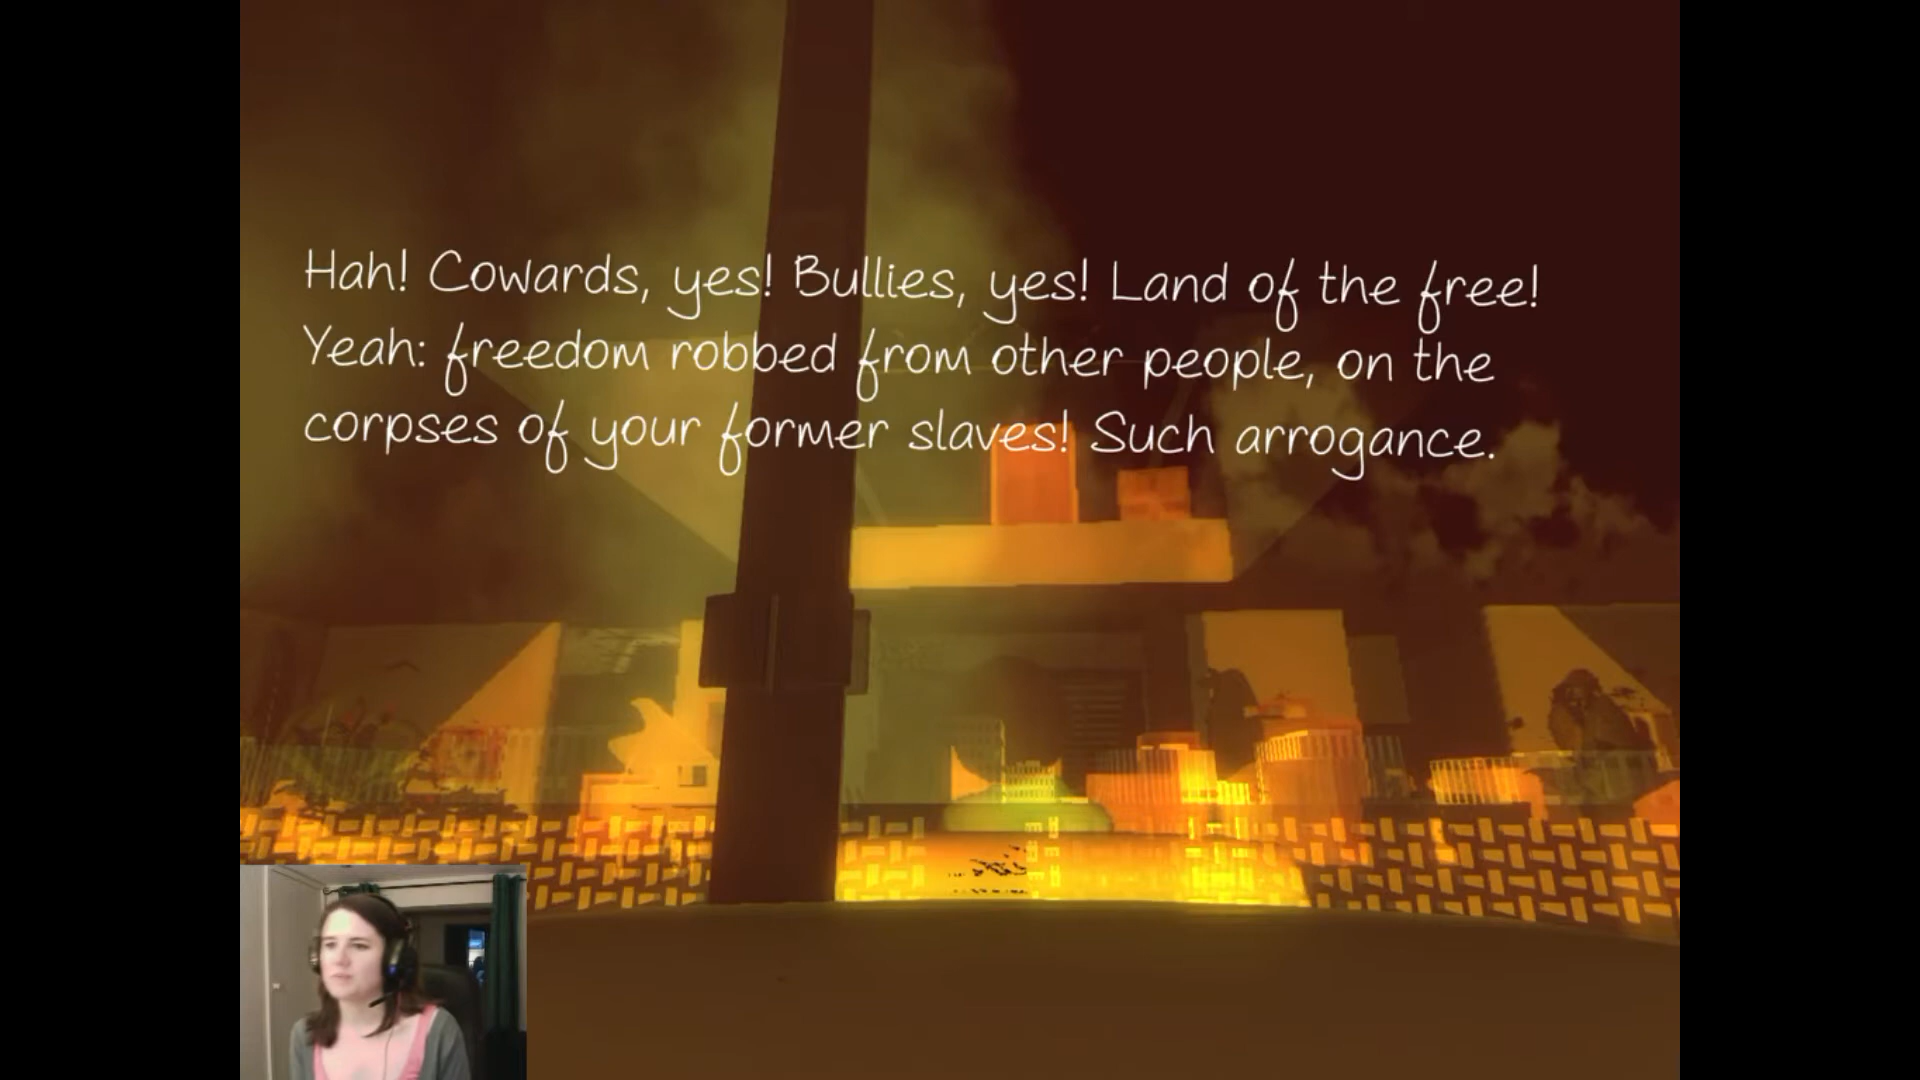 Hah! Cowards, yes! Bullies, yes! Land of the free!
Yeah: freedom robbed from other people, on the
corpses of your former slaves! Such arrogance.